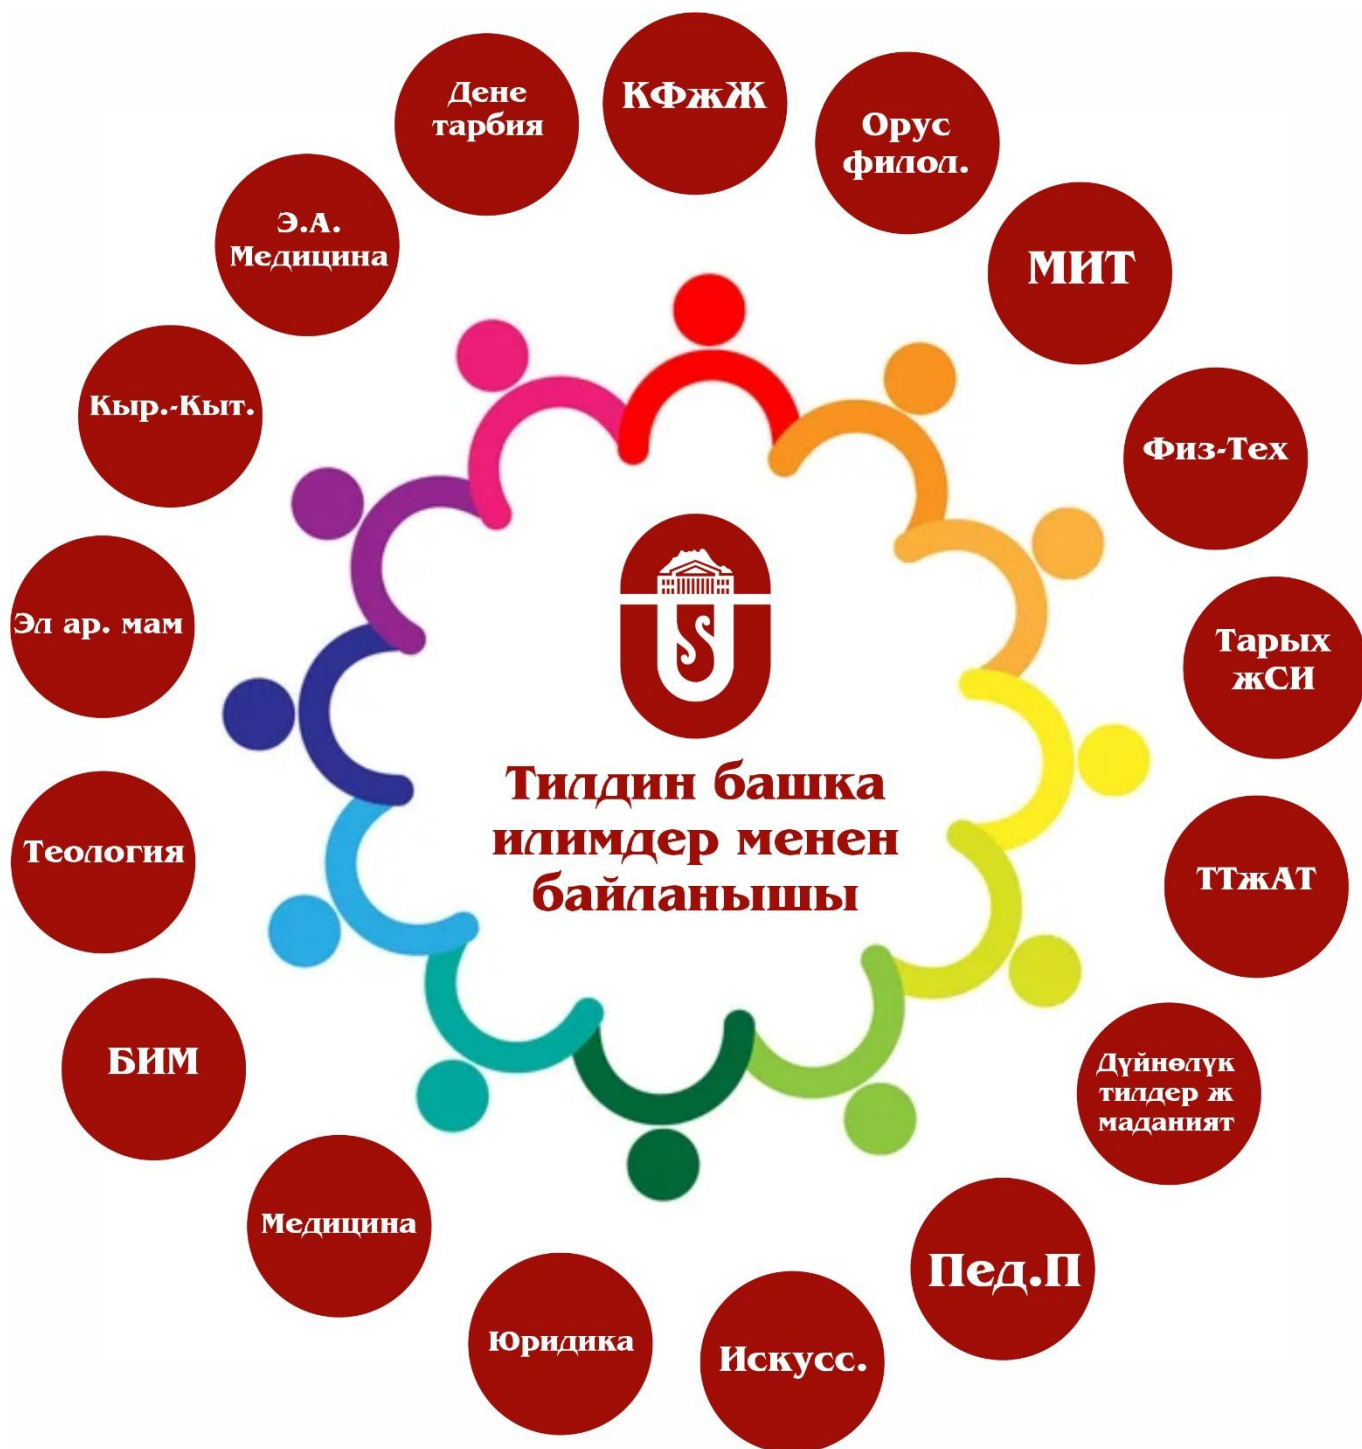 КФжЖ
Орус
филол.
МИТ
Физ-Тех
Тарых
жСИ
ТТжАТ
Дүйнөлүк
тилдер ж
маданият
Пед.П
Искусс.
Юридика
Медицина
БИМ
Теология
Эл ар. мам
Кыр.-Кыт.
Э.А.
Медицина
Дене
тарбия
Тилдин башка
илимдер менен
байланышы